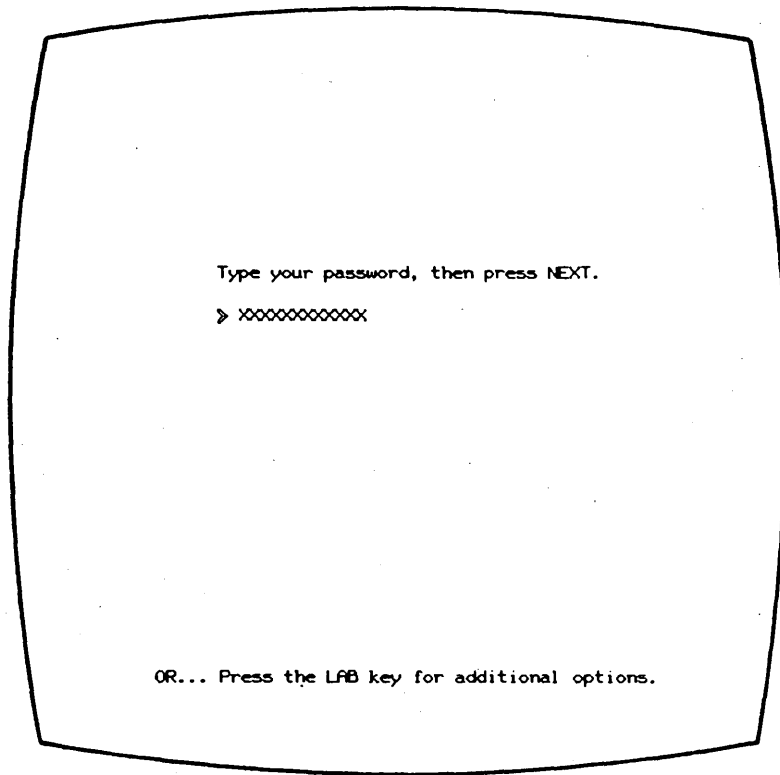 Type your password, then press NEXT.
> XXXXXXXXXXXX
OR... Press the LAB key for additional options.